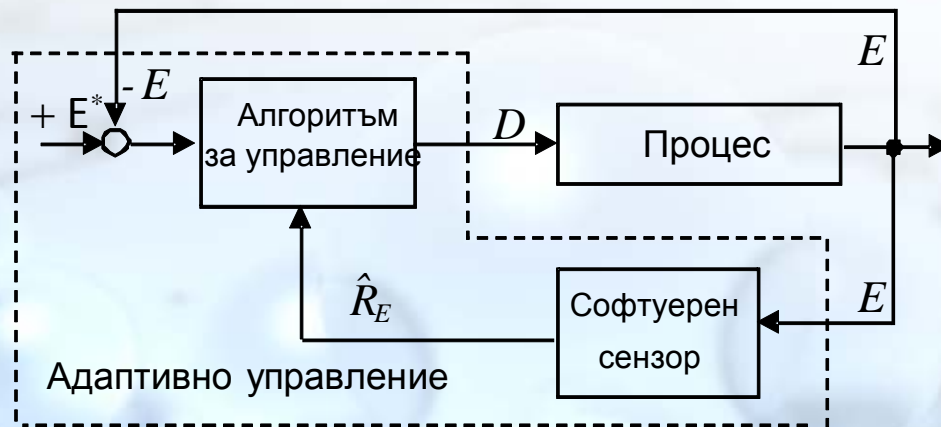 E
- E
+ E*
Алгоритъм
за управление
D
Процес
R̂_E
Софтуерен
сензор
E
Адаптивно управление